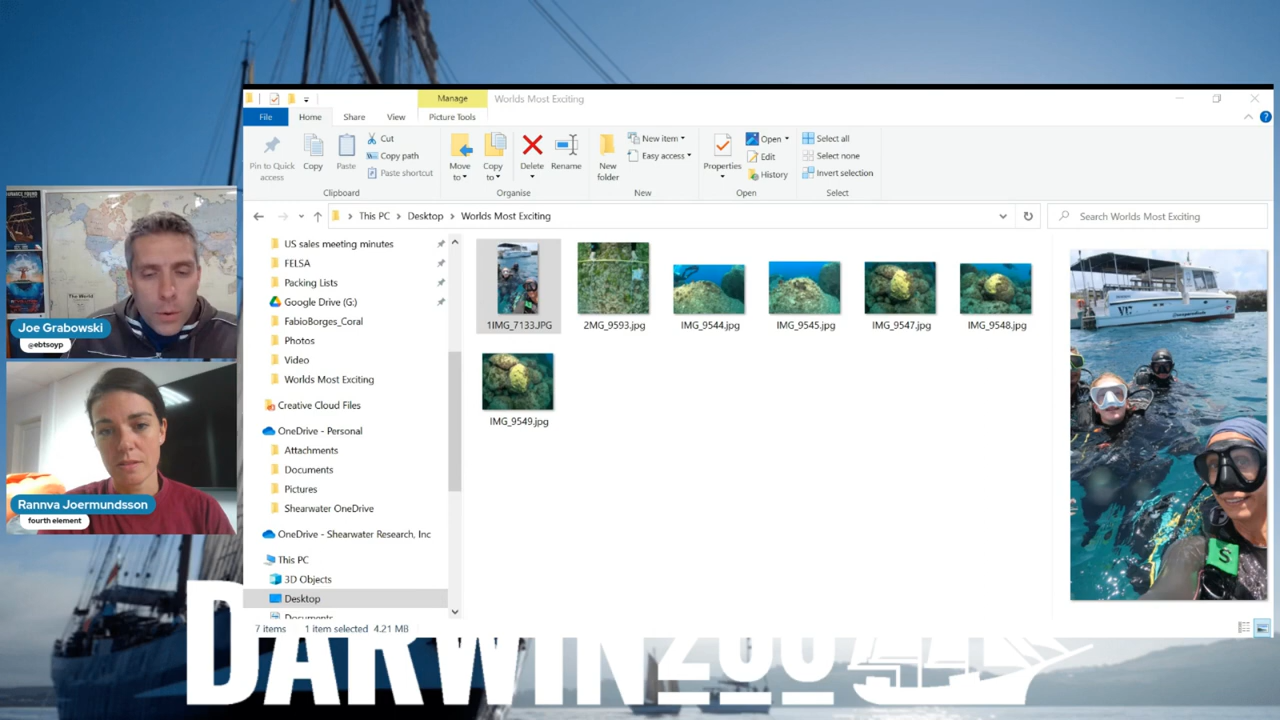 Manage
Worlds Most Exciting
File
Home
Share
View
Picture Tools
Pin to Quick access
Copy
Paste
Cut
Copy path
Paste shortcut
Clipboard
Move to
Copy to
Delete
Rename
Organise
New folder
New item
Easy access
New
Properties
Open
Edit
History
Open
Select all
Select none
Invert selection
Select
This PC > Desktop > Worlds Most Exciting
Search Worlds Most Exciting
US sales meeting minutes
FELSA
Packing Lists
Google Drive (G:)
FabioBorges_Coral
Photos
Video
Worlds Most Exciting
Creative Cloud Files
OneDrive - Personal
Attachments
Documents
Pictures
Shearwater OneDrive
OneDrive - Shearwater Research, Inc
This PC
3D Objects
Desktop
Documents
1IMG_7133.JPG
2MG_9593.jpg
IMG_9544.jpg
IMG_9545.jpg
IMG_9547.jpg
IMG_9548.jpg
IMG_9549.jpg
S
7 items
1 item selected 4.21 MB
The World
Joe Grabowski
@ebtsoyp
Rannva Joermundsson
fourth element
DARWIN200